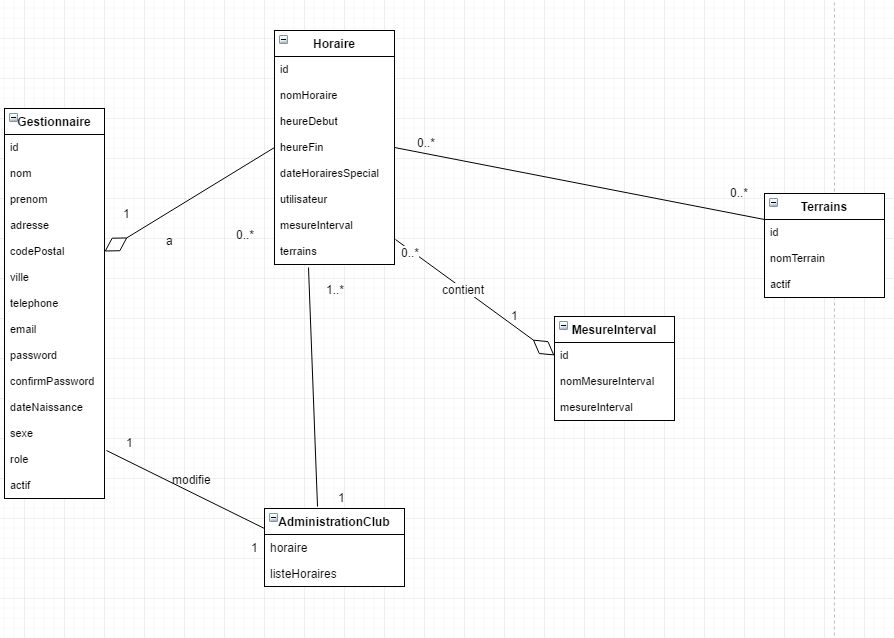 Horaire
id
nomHoraire
heureDebut
heureFin
dateHorairesSpecial
utilisateur
mesureInterval
terrains
Gestionnaire
id
nom
prenom
adresse
codePostal
ville
telephone
email
password
confirmPassword
dateNaissance
sexe
role
actif
1
a
0..*
0..*
0..*
Terrains
id
nomTerrain
actif
0..*
contient
1
MesureInterval
id
nomMesureInterval
mesureInterval
1..*
1
1
modifie
1
AdministrationClub
horaire
listeHoraires